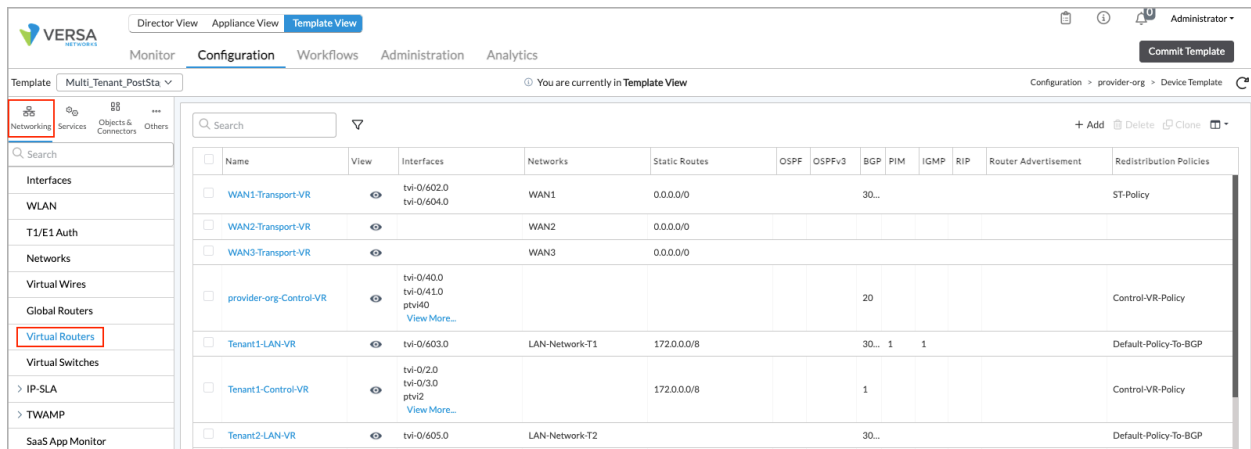 VERSA
NETWORKS
Director View Appliance View Template View
0
Administrator
Monitor Configuration Workflows Administration Analytics
Commit Template
Template Multi_Tenant_PostSta
You are currently in Template View
Configuration > provider-org > Device Template
Networking Services Objects & Connectors Others
Search
+ Add Delete Clone
Search
Interfaces
WLAN
T1/E1 Auth
Networks
Virtual Wires
Global Routers
Virtual Routers
Virtual Switches
> IP-SLA
> TWAMP
SaaS App Monitor
Name View Interfaces Networks Static Routes OSPF OSPFv3 BGP PIM IGMP RIP Router Advertisement Redistribution Policies
WAN1-Transport-VR tvi-0/602.0 WAN1 0.0.0.0/0 30... ST-Policy
tvi-0/604.0
WAN2-Transport-VR WAN2 0.0.0.0/0
WAN3-Transport-VR WAN3 0.0.0.0/0
provider-org-Control-VR tvi-0/40.0 20 Control-VR-Policy
tvi-0/41.0
ptvi40
View More...
Tenant1-LAN-VR tvi-0/603.0 LAN-Network-T1 172.0.0.0/8 30... 1 1 Default-Policy-To-BGP
Tenant1-Control-VR tvi-0/2.0 172.0.0.0/8 1 Control-VR-Policy
tvi-0/3.0
ptvi2
View More...
Tenant2-LAN-VR tvi-0/605.0 LAN-Network-T2 30... Default-Policy-To-BGP